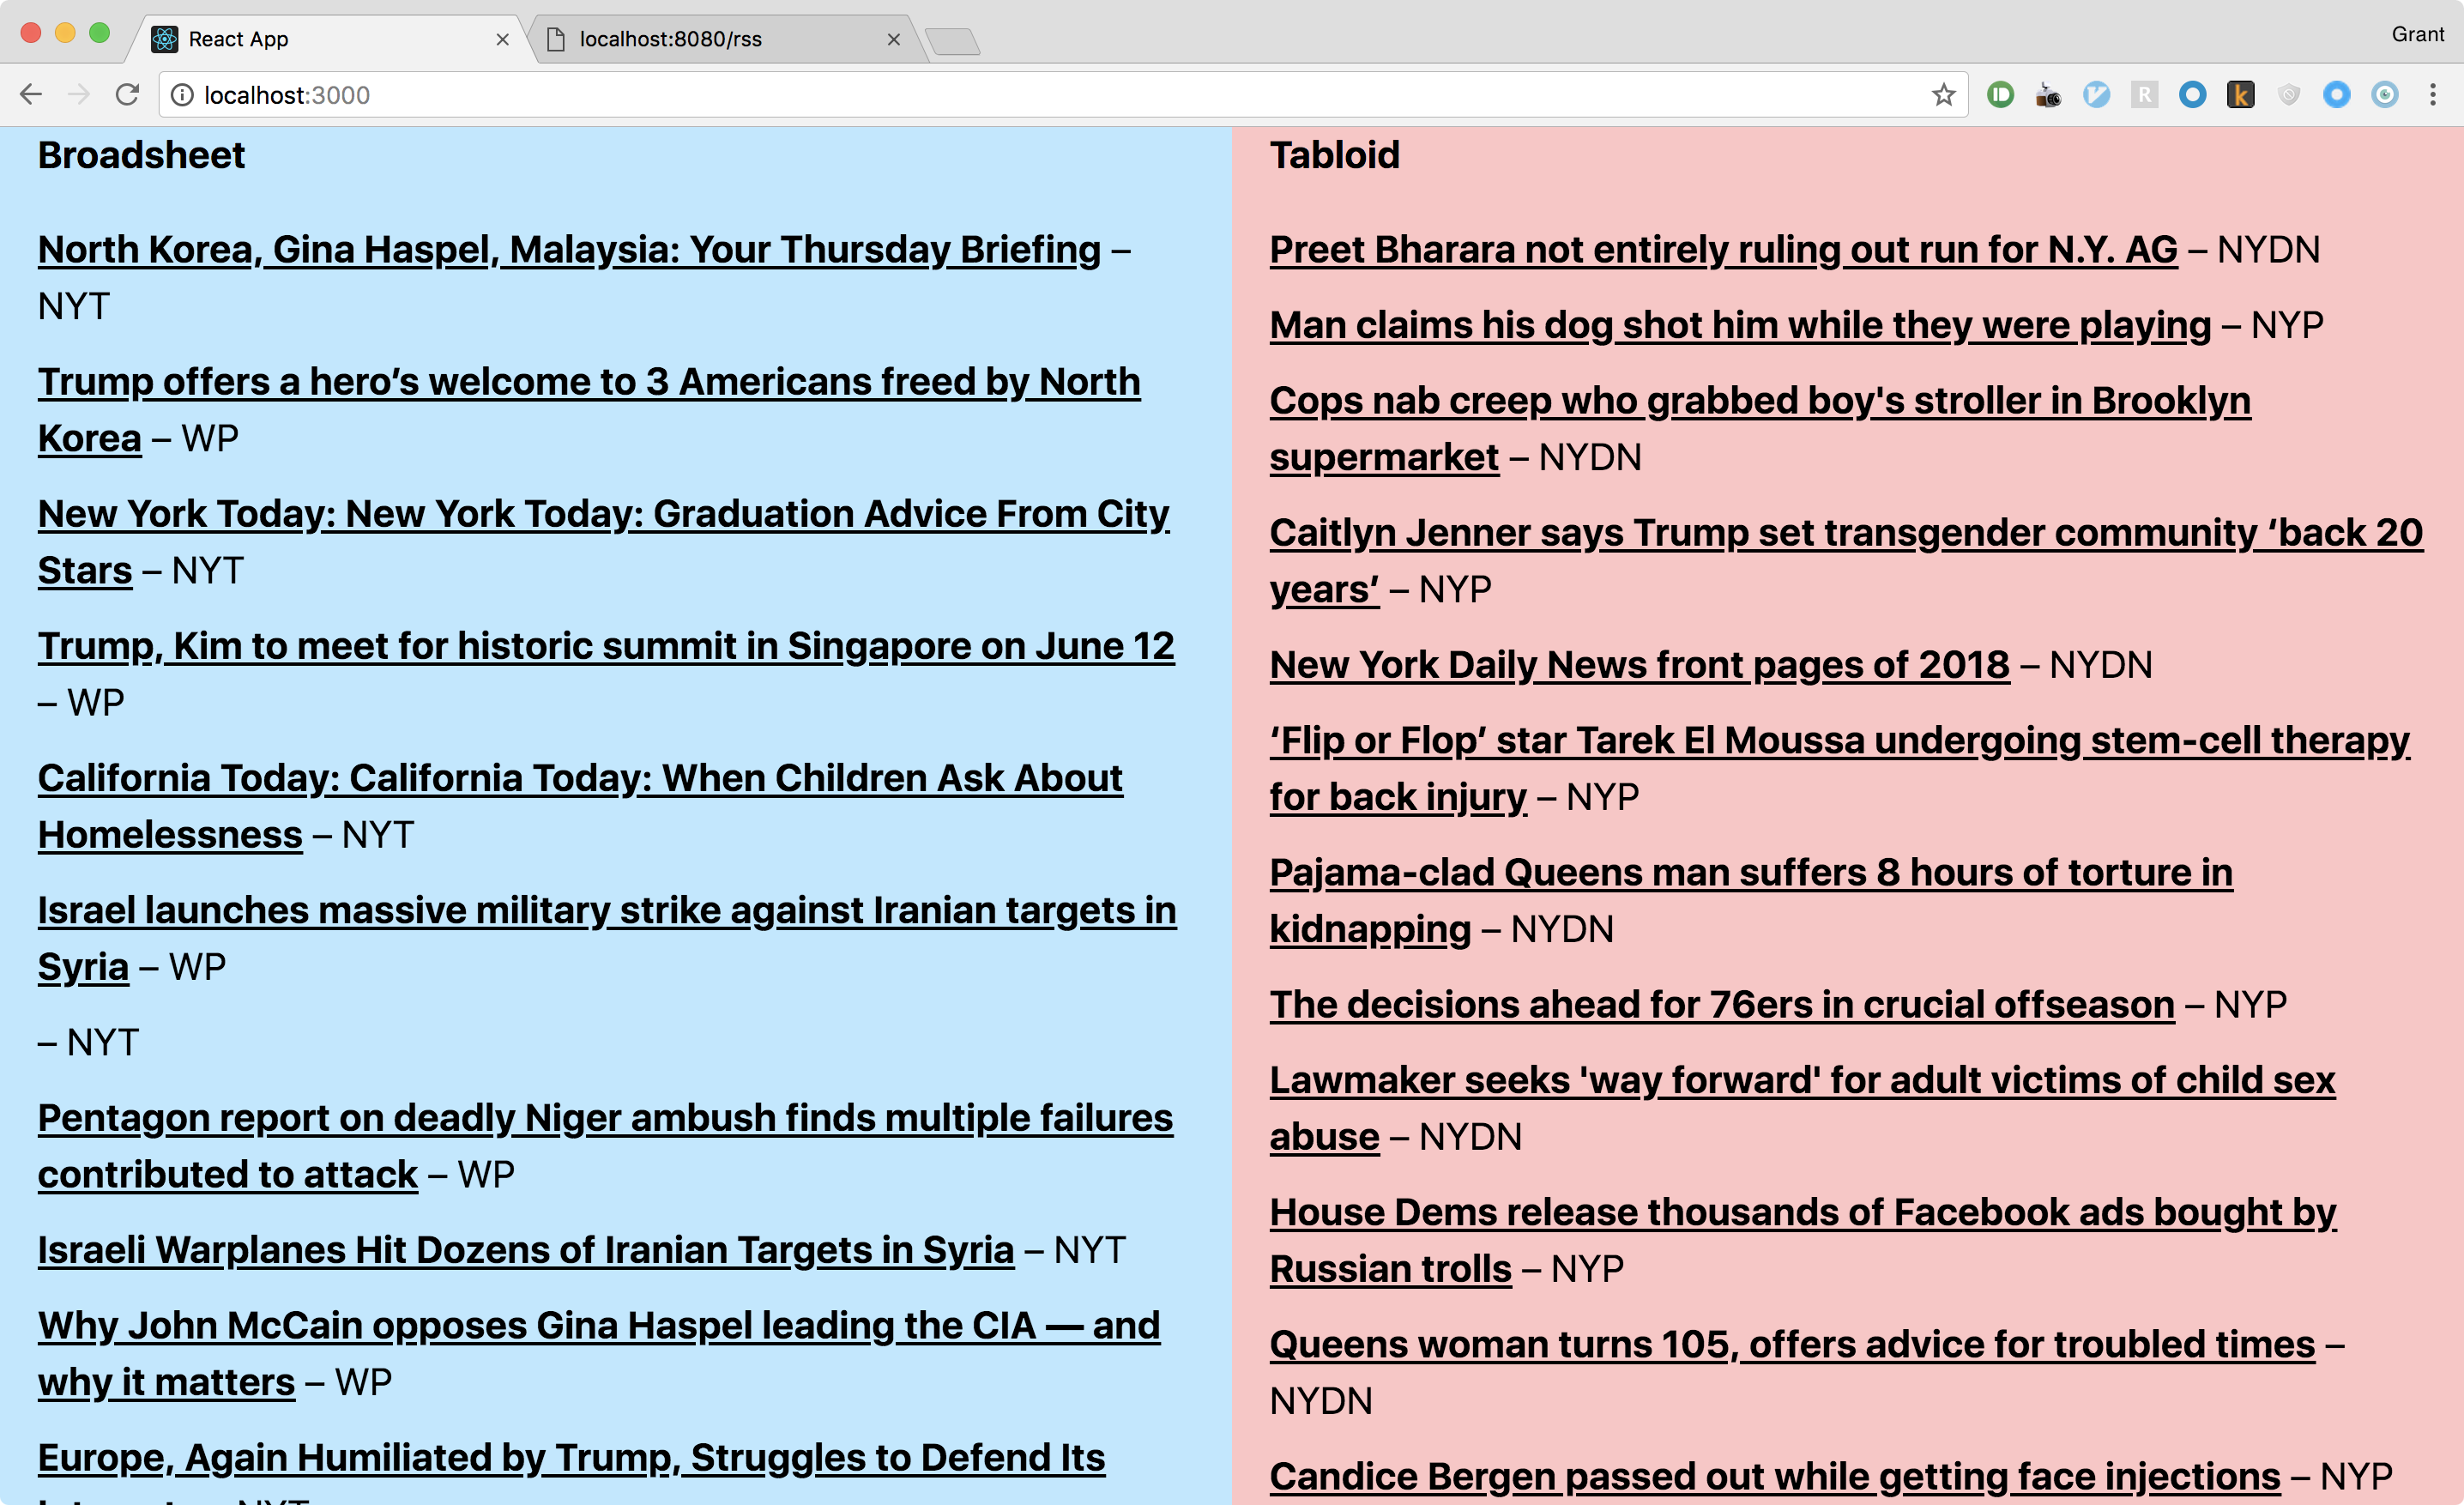 React App
localhost:8080/rss
Grant
localhost:3000
Broadsheet
North Korea, Gina Haspel, Malaysia: Your Thursday Briefing –
NYT
Trump offers a hero’s welcome to 3 Americans freed by North
Korea – WP
New York Today: New York Today: Graduation Advice From City
Stars – NYT
Trump, Kim to meet for historic summit in Singapore on June 12
– WP
California Today: California Today: When Children Ask About
Homelessness – NYT
Israel launches massive military strike against Iranian targets in
Syria – WP
– NYT
Pentagon report on deadly Niger ambush finds multiple failures
contributed to attack – WP
Israeli Warplanes Hit Dozens of Iranian Targets in Syria – NYT
Why John McCain opposes Gina Haspel leading the CIA — and
why it matters – WP
Europe, Again Humiliated by Trump, Struggles to Defend Its
Tabloid
Preet Bharara not entirely ruling out run for N.Y. AG – NYDN
Man claims his dog shot him while they were playing – NYP
Cops nab creep who grabbed boy's stroller in Brooklyn
supermarket – NYDN
Caitlyn Jenner says Trump set transgender community ‘back 20
years’ – NYP
New York Daily News front pages of 2018 – NYDN
‘Flip or Flop’ star Tarek El Moussa undergoing stem-cell therapy
for back injury – NYP
Pajama-clad Queens man suffers 8 hours of torture in
kidnapping – NYDN
The decisions ahead for 76ers in crucial offseason – NYP
Lawmaker seeks 'way forward' for adult victims of child sex
abuse – NYDN
House Dems release thousands of Facebook ads bought by
Russian trolls – NYP
Queens woman turns 105, offers advice for troubled times –
NYDN
Candice Bergen passed out while getting face injections – NYP